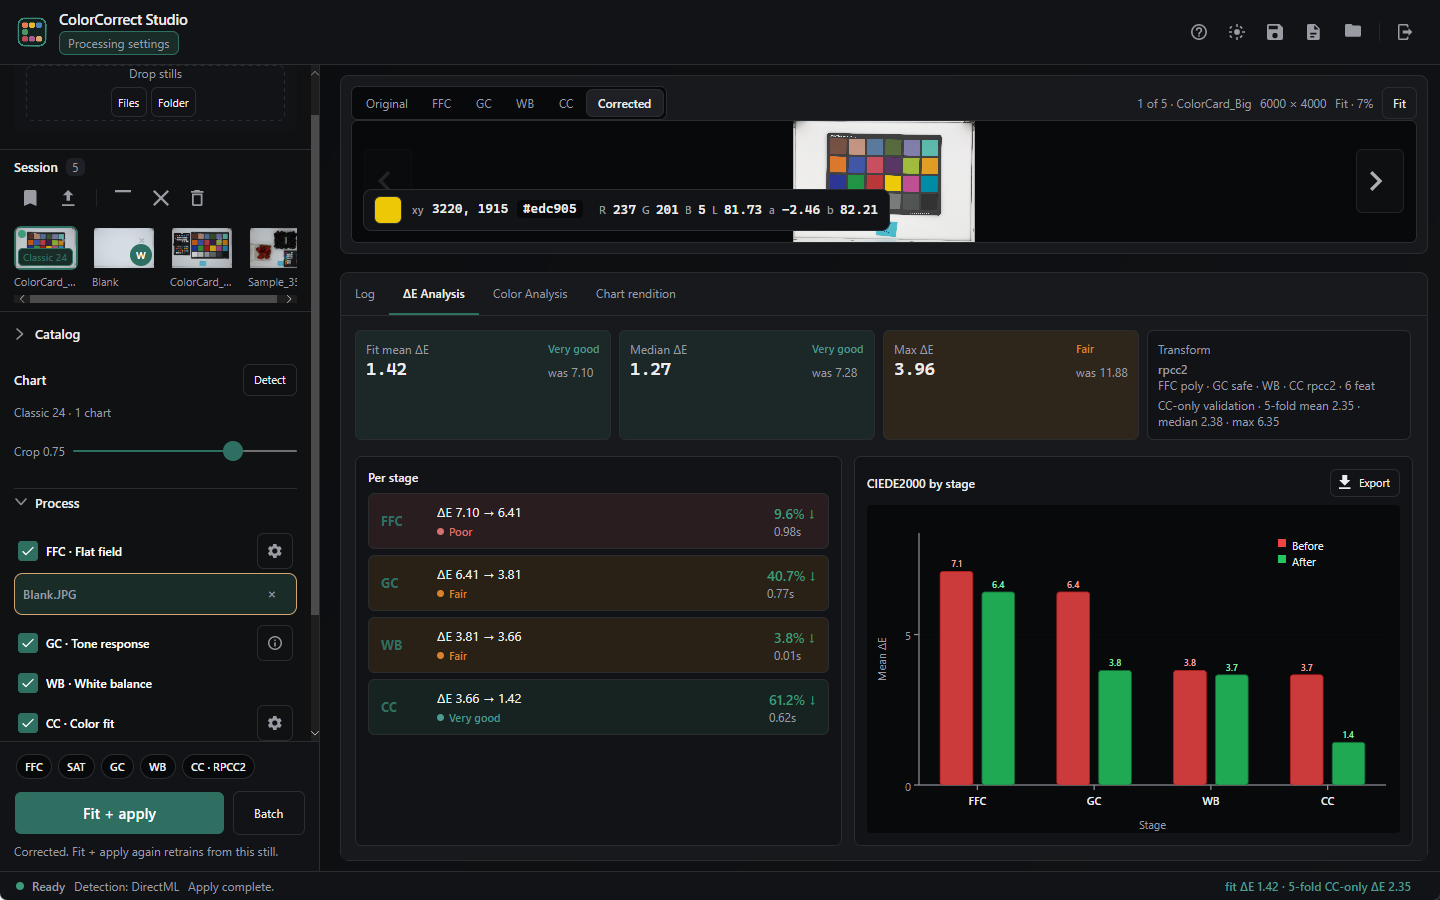 ColorCorrect Studio
Processing settings
Drop stills
Files Folder
Session 5
Classic 24
W
ColorCard_... Blank ColorCard_... Sample_35
Catalog
Chart Detect
Classic 24 · 1 chart
Crop 0.75
Process
FFC · Flat field
Blank.JPG ×
GC · Tone response
WB · White balance
CC · Color fit
FFC SAT GC WB CC · RPCC2
Fit + apply Batch
Corrected. Fit + apply again retrains from this still.
Original FFC GC WB CC Corrected
1 of 5 · ColorCard_Big 6000 × 4000 Fit · 7% Fit
xy 3220, 1915 #edc905 R 237 G 201 B 5 L 81.73 a −2.46 b 82.21
Log ΔE Analysis Color Analysis Chart rendition
Fit mean ΔE Very good
1.42 was 7.10
Median ΔE Very good
1.27 was 7.28
Max ΔE Fair
3.96 was 11.88
Transform
rpcc2
FFC poly · GC safe · WB · CC rpcc2 · 6 feat
CC-only validation · 5-fold mean 2.35 ·
median 2.38 · max 6.35
Per stage
FFC ΔE 7.10 → 6.41 9.6% ↓
Poor 0.98s
GC ΔE 6.41 → 3.81 40.7% ↓
Fair 0.77s
WB ΔE 3.81 → 3.66 3.8% ↓
Fair 0.01s
CC ΔE 3.66 → 1.42 61.2% ↓
Very good 0.62s
CIEDE2000 by stage Export
Before
After
7.1 6.4 6.4 3.8 3.8 3.7 3.7 1.4
Mean ΔE
5
0
FFC GC WB CC
Stage
Ready Detection: DirectML Apply complete.
fit ΔE 1.42 · 5-fold CC-only ΔE 2.35